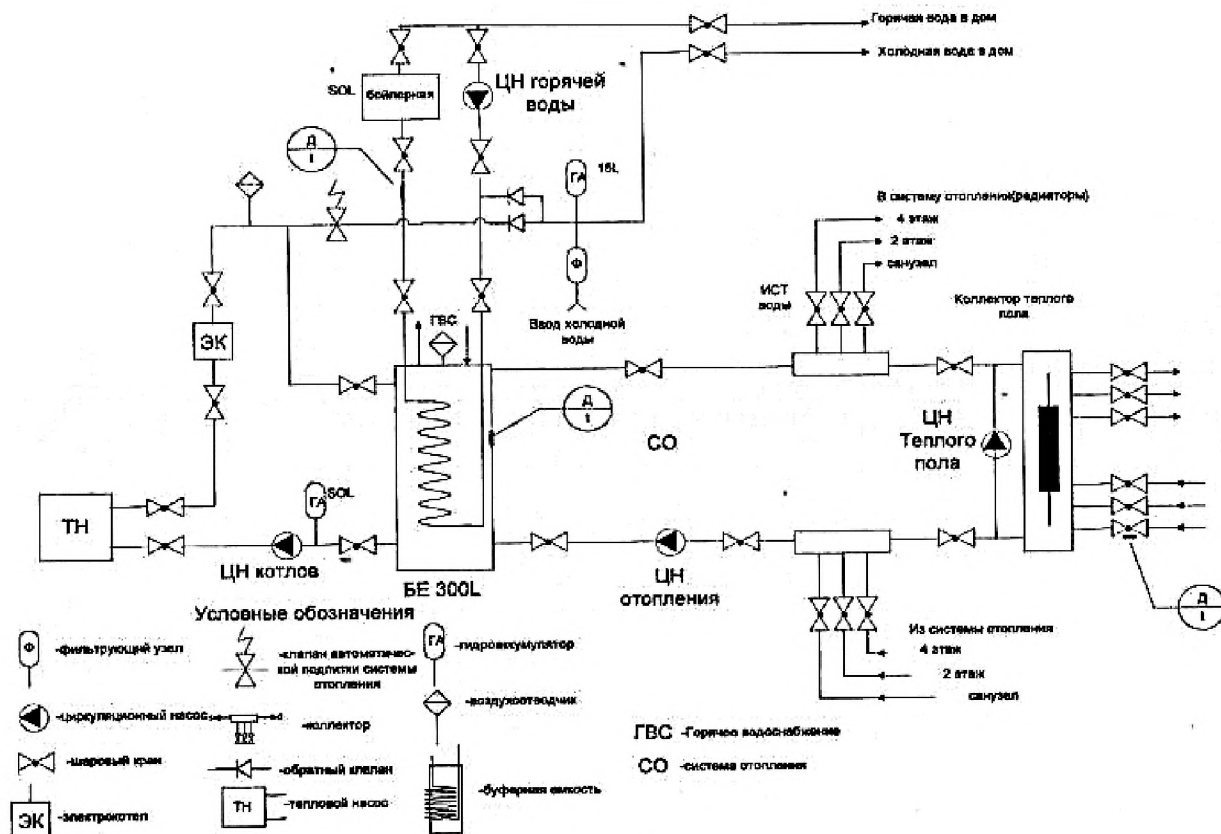 Горячая вода в дом
Холодная вода в дом
SOL
бойлерная
ЦН горячей
воды
Д
t
ГА
15L
В систему отопления(радиаторы)
4 этаж
2 этаж
санузел
Ф
ИСТ
воды
Коллектор теплого
пола
ГВС
Ввод холодной
воды
ЭК
Д
t
СО
ЦН
Теплого
пола
ТН
ГА
SOL
ЦН котлов
БЕ 300L
ЦН
отопления
Д
t
Из системы отопления
4 этаж
2 этаж
санузел
Условные обозначения
Ф
-фильтрующий узел
-клапан автоматичес-
кой подпитки системы
отопления
ГА
-гидроаккумулятор
-циркуляционный насос
-коллектор
-воздухоотводчик
-шаровый кран
-обратный клапан
ЭК
-электрокотел
ТН
-тепловой насос
-буферная емкость
ГВС -Горячее водоснабжение
СО -система отопления